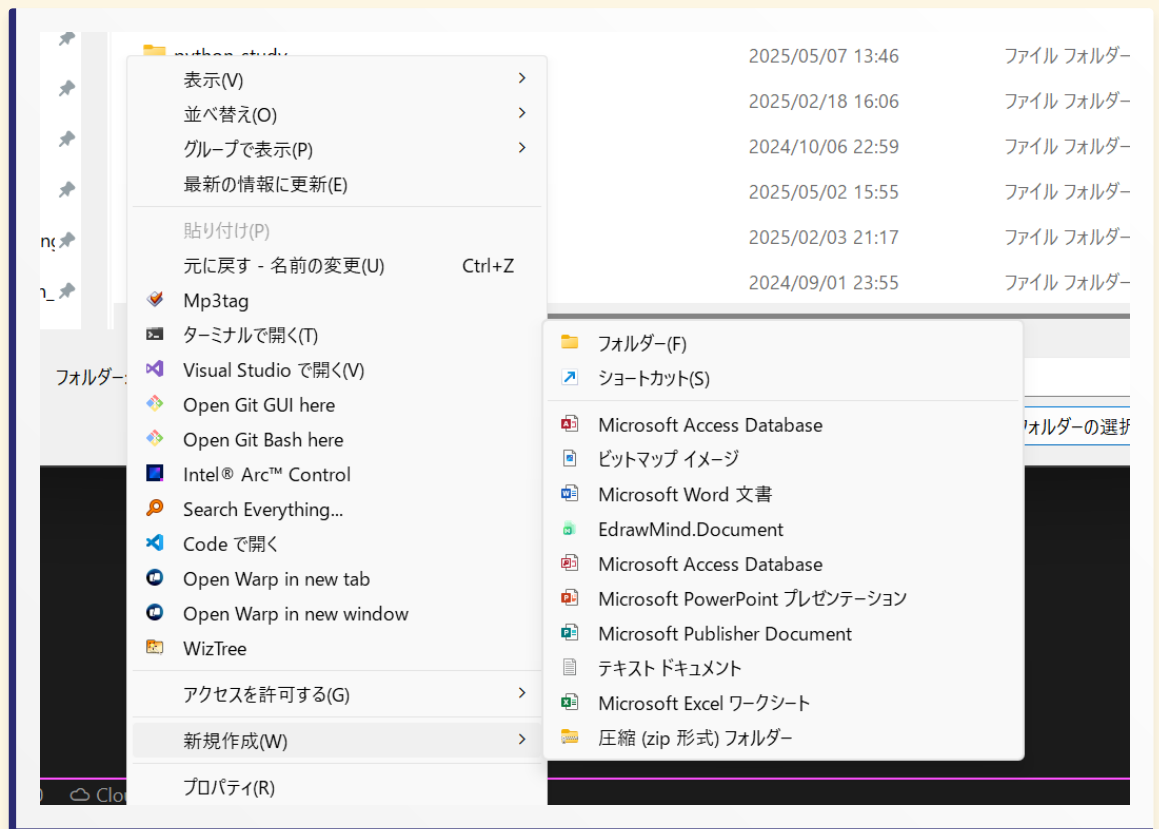 2025/05/07 13:46 ファイル フォルダー
2025/02/18 16:06 ファイル フォルダー
2024/10/06 22:59 ファイル フォルダー
2025/05/02 15:55 ファイル フォルダー
2025/02/03 21:17 ファイル フォルダー
2024/09/01 23:55 ファイル フォルダー
フォルダー
表示(V)
並べ替え(O)
グループで表示(P)
最新の情報に更新(E)
貼り付け(P)
元に戻す - 名前の変更(U) Ctrl+Z
Mp3tag
ターミナルで開く(T)
Visual Studio で開く(V)
Open Git GUI here
Open Git Bash here
Intel® Arc™ Control
Search Everything...
Code で開く
Open Warp in new tab
Open Warp in new window
WizTree
アクセスを許可する(G)
新規作成(W)
プロパティ(R)
フォルダー(F)
ショートカット(S)
Microsoft Access Database
ビットマップ イメージ
Microsoft Word 文書
EdrawMind.Document
Microsoft Access Database
Microsoft PowerPoint プレゼンテーション
Microsoft Publisher Document
テキスト ドキュメント
Microsoft Excel ワークシート
圧縮 (zip 形式) フォルダー
ォルダーの選択